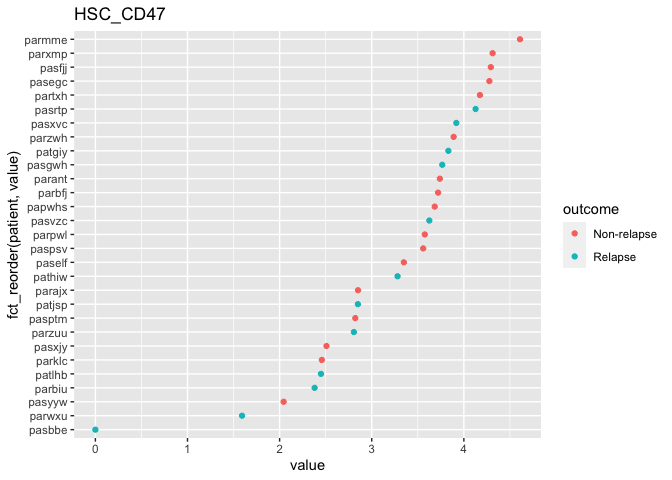 HSC_CD47
fct_reorder(patient, value)
parmme
parxmp
pasfjj
pasegc
partxh
pasrtp
pasxvc
parzwh
patgiy
pasgwh
parant
parbfj
papwhs
pasvzc
parpwl
paspsv
paself
pathiw
parajx
patjsp
pasptm
parzuu
pasxjy
parklc
patlhb
parbiu
pasyyw
parwxu
pasbbe
0 1 2 3 4
value
outcome
Non-relapse
Relapse